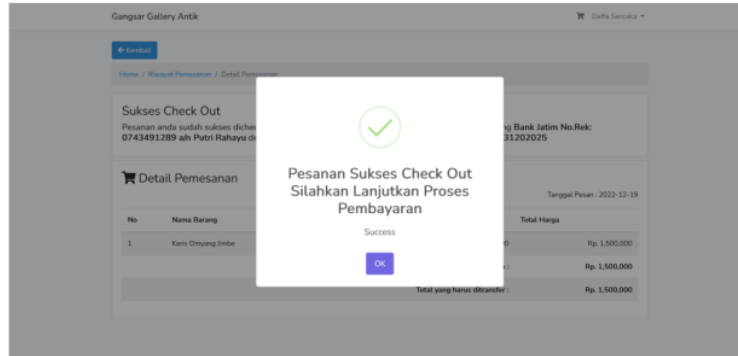 Gangsar Gallery Antik
Daffa Sancaka
Kembali
Home / Riwayat Pemesanan / Detail Pemesanan
Sukses Check Out
Pesanan anda sudah sukses dichec
ng Bank Jatim No.Rek:
0743491289 a/n Putri Rahayu de
31202025
Pesanan Sukses Check Out
Silahkan Lanjutkan Proses
Pembayaran
Success
OK
Detail Pemesanan
Tanggal Pesan : 2022-12-19
No Nama Barang Total Harga
1 Keris Omyang Jimbe Rp. 1,500,000
Rp. 1,500,000
Total yang harus ditransfer : Rp. 1,500,000